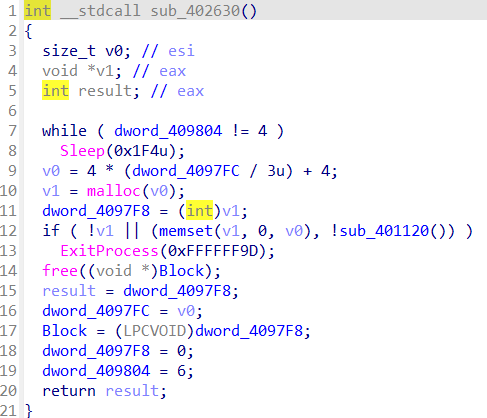 1 int __stdcall sub_402630()
2 {
3 size_t v0; // esi
4 void *v1; // eax
5 int result; // eax
6
7 while ( dword_409804 != 4 )
8 Sleep(0x1F4u);
9 v0 = 4 * (dword_4097FC / 3u) + 4;
10 v1 = malloc(v0);
11 dword_4097F8 = (int)v1;
12 if ( !v1 || (memset(v1, 0, v0), !sub_401120()) )
13 ExitProcess(0xFFFFFF9D);
14 free((void *)Block);
15 result = dword_4097F8;
16 dword_4097FC = v0;
17 Block = (LPCVOID)dword_4097F8;
18 dword_4097F8 = 0;
19 dword_409804 = 6;
20 return result;
21 }